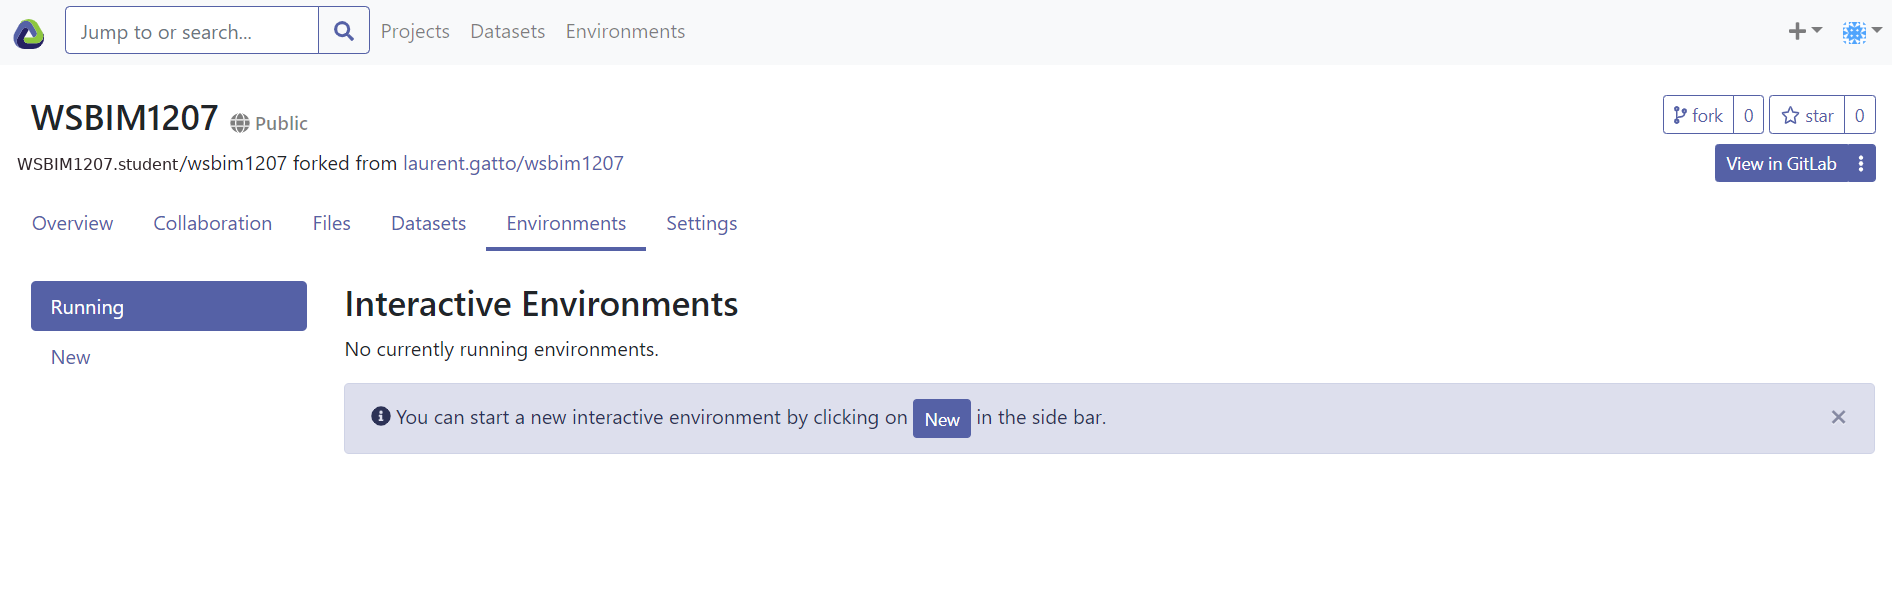 Jump to or search... Projects Datasets Environments
WSBIM1207 Public
fork 0 star 0
WSBIM1207.student/wsbim1207 forked from laurent.gatto/wsbim1207
View in GitLab
Overview Collaboration Files Datasets Environments Settings
Running
New
Interactive Environments
No currently running environments.
You can start a new interactive environment by clicking on New in the side bar.